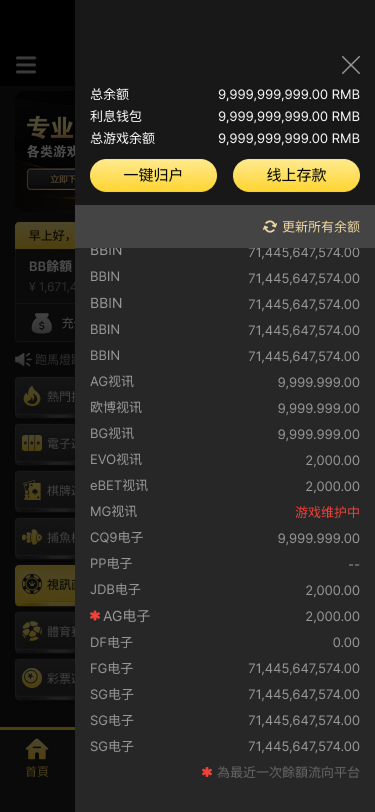 总余额 9,999,999,999.00 RMB
利息钱包 9,999,999,999.00 RMB
总游戏余额 9,999,999,999.00 RMB
一键归户 线上存款
更新所有余额
BBIN 71,445,647,574.00
BBIN 71,445,647,574.00
BBIN 71,445,647,574.00
BBIN 71,445,647,574.00
BBIN 71,445,647,574.00
AG视讯 9,999.999.00
欧博视讯 9,999.999.00
BG视讯 9,999.999.00
EVO视讯 2,000.00
eBET视讯 2,000.00
MG视讯 游戏维护中
CQ9电子 9,999.999.00
PP电子 --
JDB电子 2,000.00
✱AG电子 2,000.00
DF电子 0.00
FG电子 71,445,647,574.00
SG电子 71,445,647,574.00
SG电子 71,445,647,574.00
SG电子 71,445,647,574.00
✱ 為最近一次餘額流向平台
专业
各类游戏
立即下
早上好，
BB餘額
¥ 1,671,4
充
跑馬燈
熱門
電子
棋牌
捕魚
視訊
體育
彩票
首頁